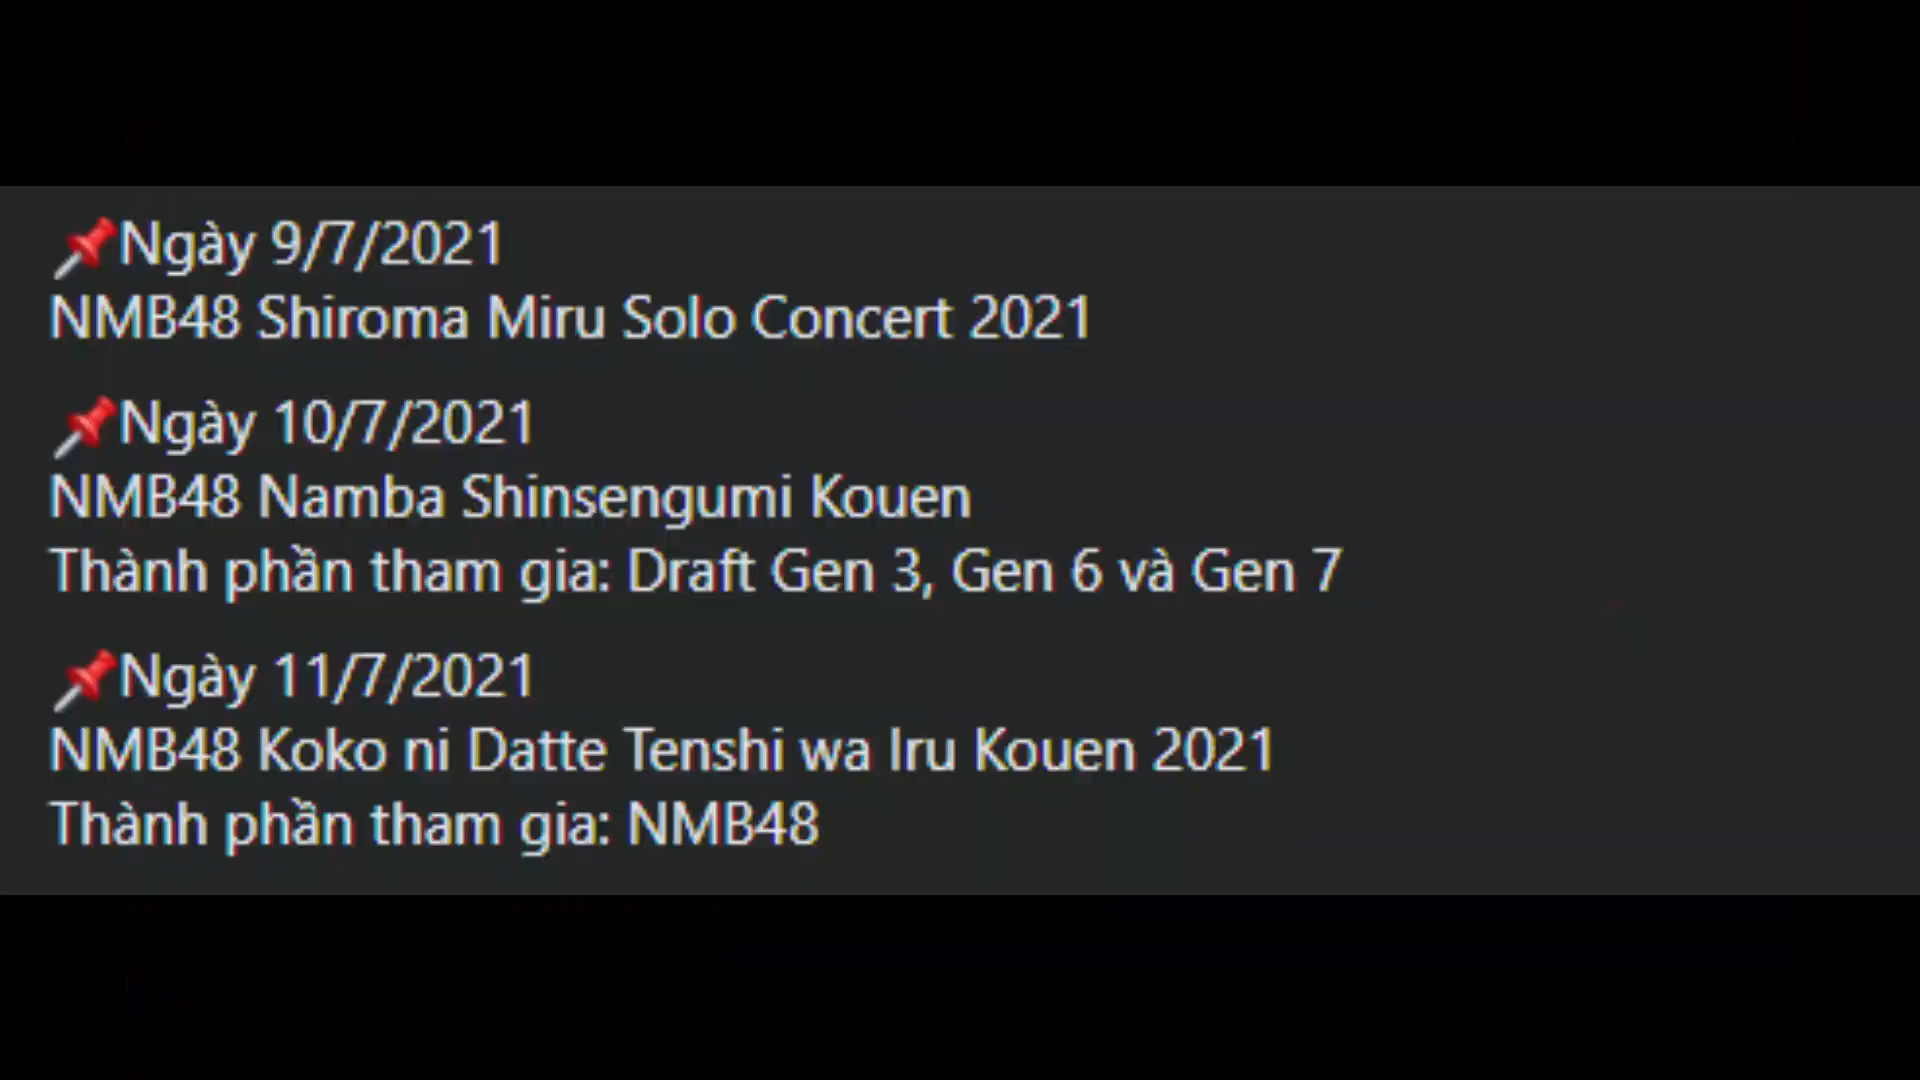 📌Ngày 9/7/2021
NMB48 Shiroma Miru Solo Concert 2021
📌Ngày 10/7/2021
NMB48 Namba Shinsengumi Kouen
Thành phần tham gia: Draft Gen 3, Gen 6 và Gen 7
📌Ngày 11/7/2021
NMB48 Koko ni Datte Tenshi wa Iru Kouen 2021
Thành phần tham gia: NMB48